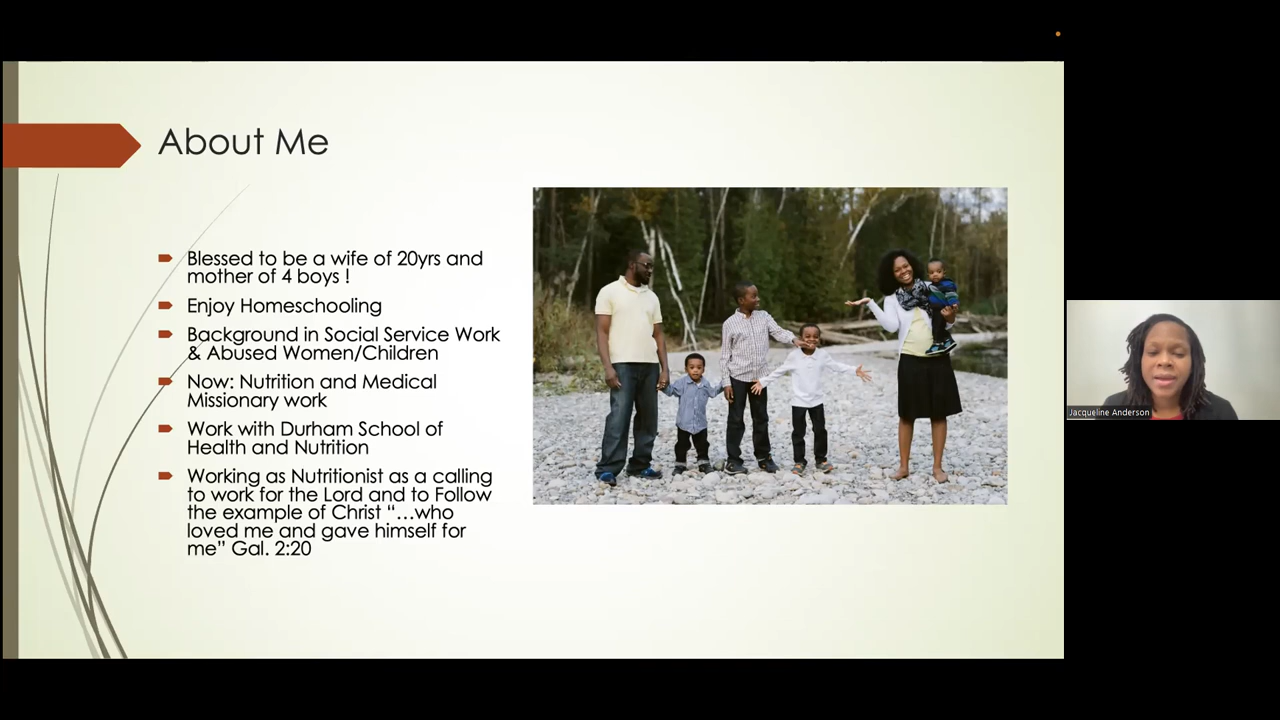 About Me
Blessed to be a wife of 20yrs and
mother of 4 boys !
Enjoy Homeschooling
Background in Social Service Work
& Abused Women/Children
Now: Nutrition and Medical
Missionary work
Work with Durham School of
Health and Nutrition
Working as Nutritionist as a calling
to work for the Lord and to Follow
the example of Christ “…who
loved me and gave himself for
me” Gal. 2:20
Jacqueline Anderson